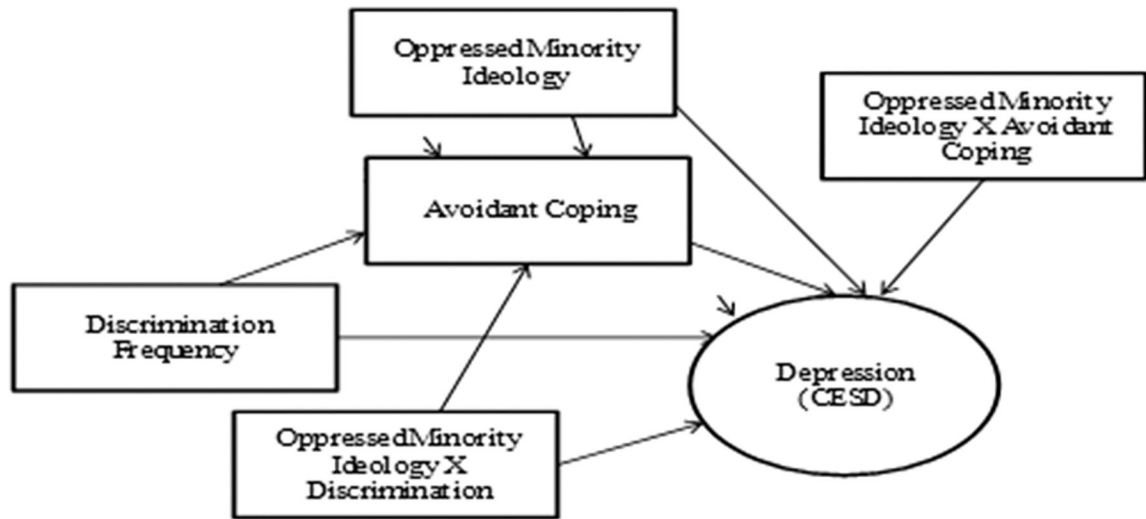 Oppressed Minority
Ideology
Oppressed Minority
Ideology X Avoidant
Coping
Avoidant Coping
Discrimination
Frequency
Depression
(CESD)
Oppressed Minority
Ideology X
Discrimination